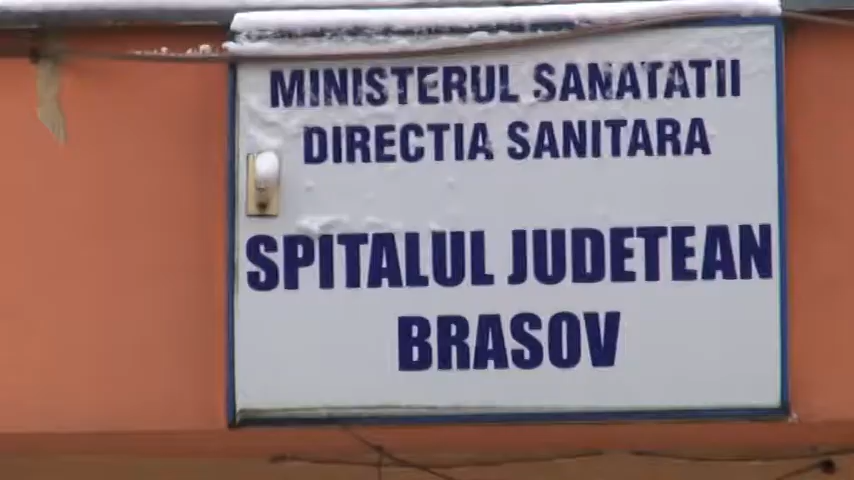 MINISTERUL SANATATII
DIRECTIA SANITARA
SPITALUL JUDETEAN
BRASOV